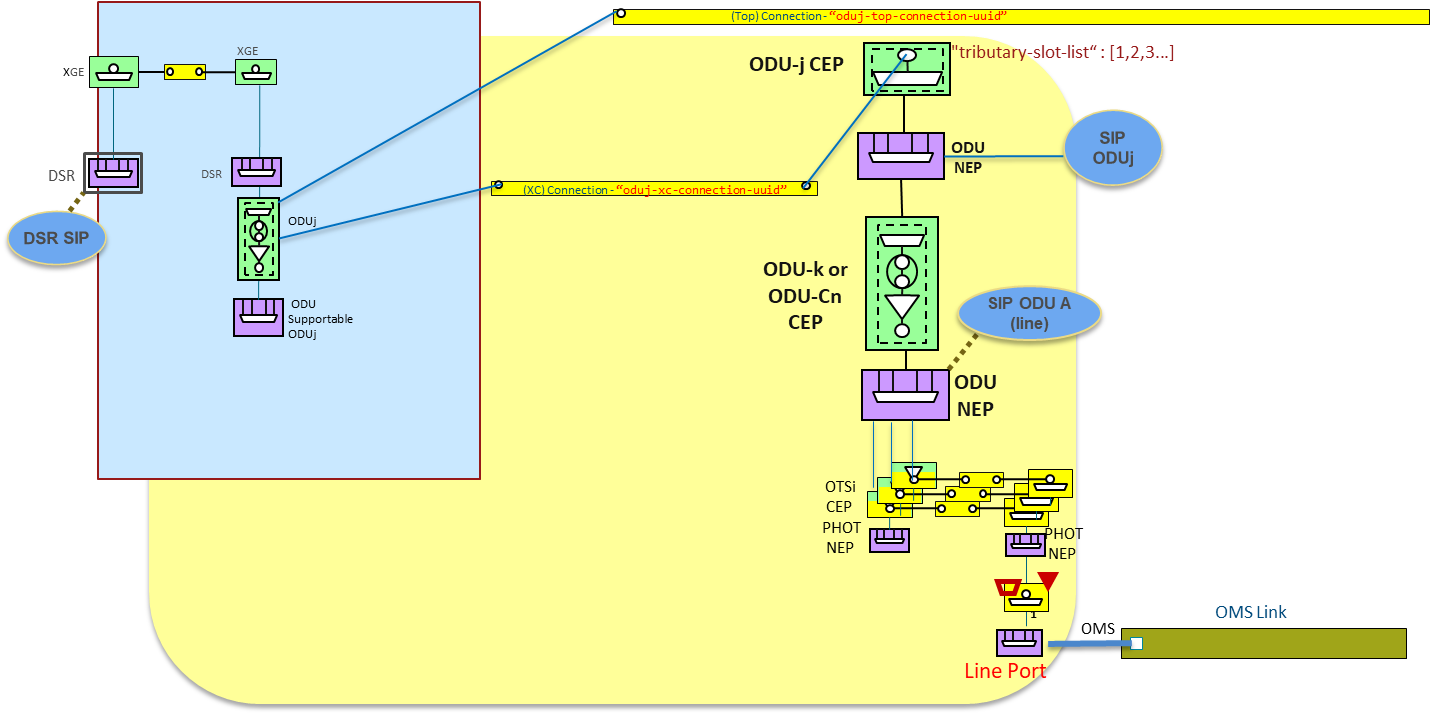 (Top) Connection- “oduj-top-connection-uuid”
XGE
XGE
DSR
DSR
DSR SIP
ODUj
ODU
Supportable
ODUj
(XC) Connection - “oduj-xc-connection-uuid”
ODU-j CEP
"tributary-slot-list“ : [1,2,3...]
ODU
NEP
SIP
ODUj
ODU-k or
ODU-Cn
CEP
SIP ODU A
(line)
ODU
NEP
OTSi
CEP
PHOT
NEP
PHOT
NEP
1
OMS
OMS Link
Line Port